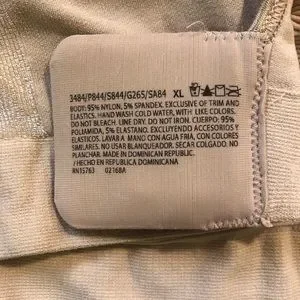 3484/P844/S844/G265/SA84 XL
BODY: 95% NYLON, 5% SPANDEX. EXCLUSIVE OF TRIM AND
ELASTICS. HAND WASH COLD WATER, WITH LIKE COLORS.
DO NOT BLEACH. LINE DRY. DO NOT IRON. CUERPO: 95%
POLIAMIDA, 5% ELASTANO. EXCLUYENDO ACCESORIOS Y
ELASTICOS. LAVAR A MANO CON AGUA FRÍA, CON COLORES
SIMILARES. NO USAR BLANQUEADOR. SECAR COLGADO. NO
PLANCHAR. MADE IN DOMINICAN REPUBLIC.
/ HECHO EN REPUBLICA DOMINICANA
RN15763 0216BA